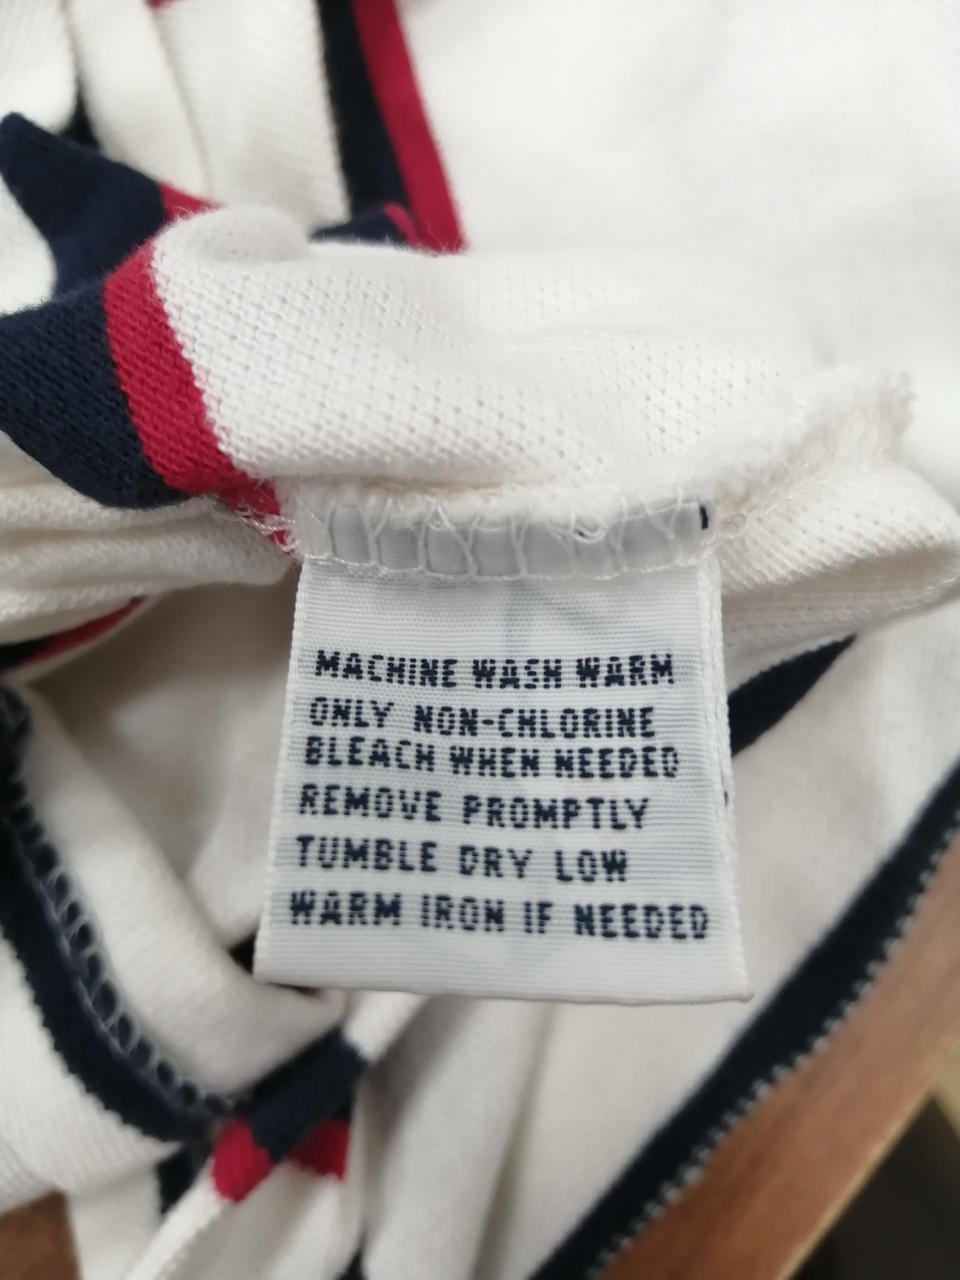 MACHINE WASH WARM
ONLY NON-CHLORINE
BLEACH WHEN NEEDED
REMOVE PROMPTLY
TUMBLE DRY LOW
WARM IRON IF NEEDED